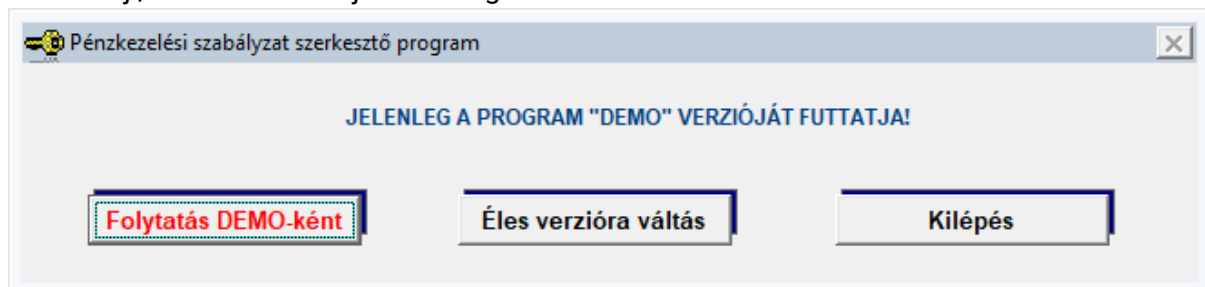 Pénzkezelési szabályzat szerkesztő program
JELENLEG A PROGRAM "DEMO" VERZIÓJÁT FUTTATJA!
Folytatás DEMO-ként
Éles verzióra váltás
Kilépés